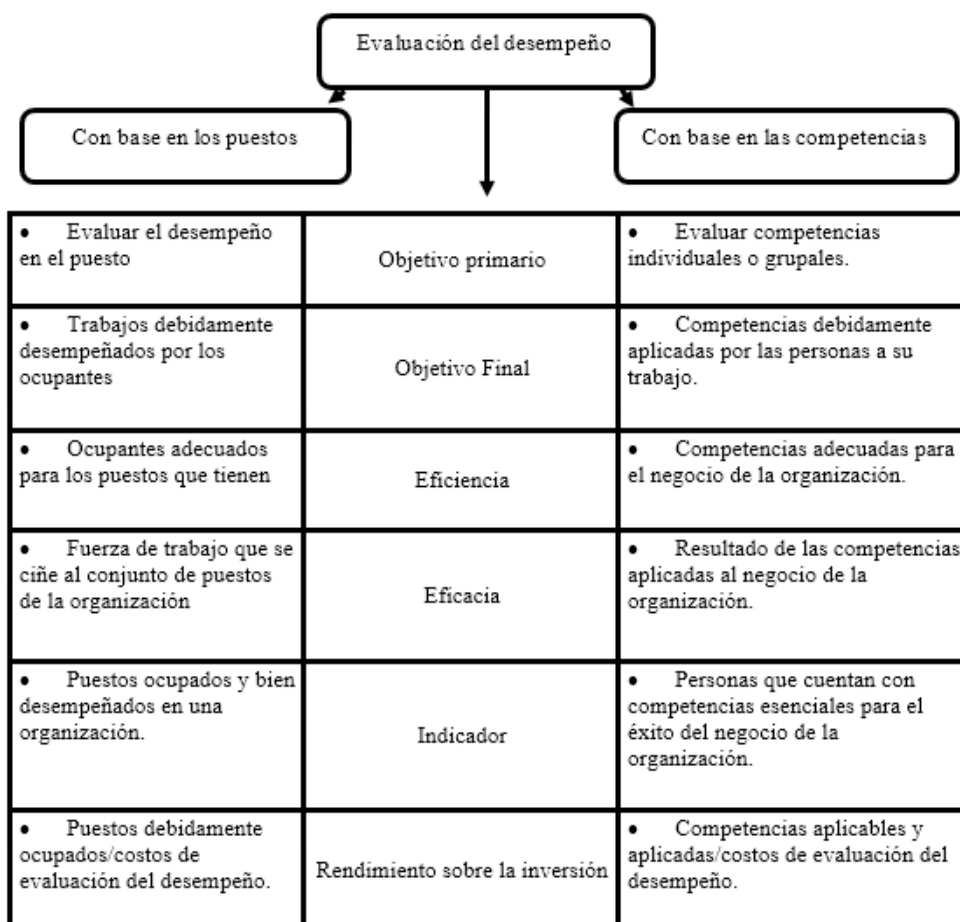 Evaluación del desempeño
Con base en los puestos
Con base en las competencias
• Evaluar el desempeño
en el puesto
Objetivo primario
• Evaluar competencias
individuales o grupales.
• Trabajos debidamente
desempeñados por los
ocupantes
Objetivo Final
• Competencias debidamente
aplicadas por las personas a su
trabajo.
• Ocupantes adecuados
para los puestos que tienen
Eficiencia
• Competencias adecuadas para
el negocio de la organización.
• Fuerza de trabajo que se
ciñe al conjunto de puestos
de la organización
Eficacia
• Resultado de las competencias
aplicadas al negocio de la
organización.
• Puestos ocupados y bien
desempeñados en una
organización.
Indicador
• Personas que cuentan con
competencias esenciales para el
éxito del negocio de la
organización.
• Puestos debidamente
ocupados/costos de
evaluación del desempeño.
Rendimiento sobre la inversión
• Competencias aplicables y
aplicadas/costos de evaluación del
desempeño.